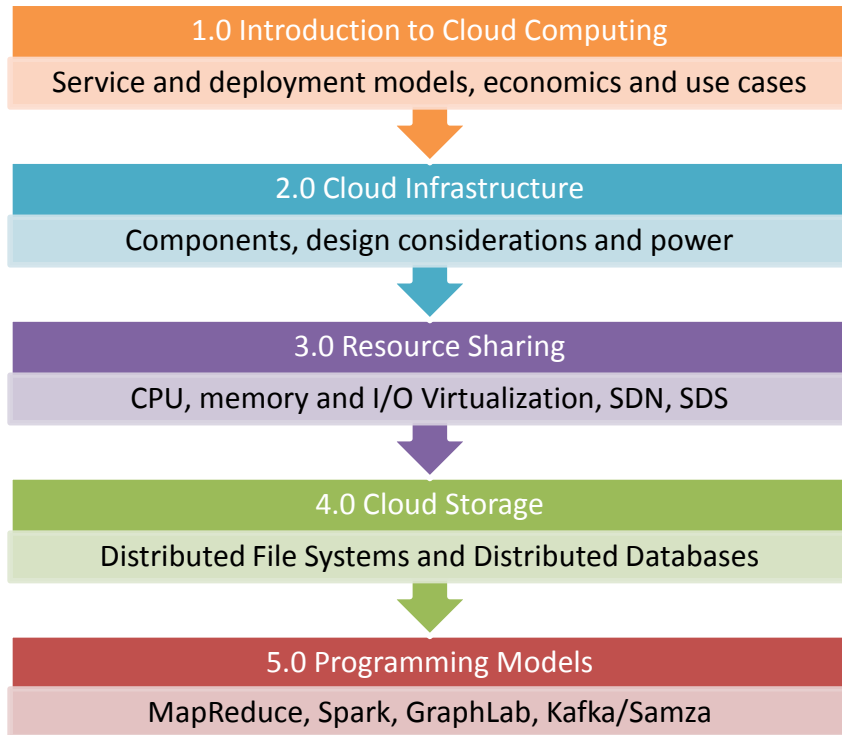 1.0 Introduction to Cloud Computing
Service and deployment models, economics and use cases
2.0 Cloud Infrastructure
Components, design considerations and power
3.0 Resource Sharing
CPU, memory and I/O Virtualization, SDN, SDS
4.0 Cloud Storage
Distributed File Systems and Distributed Databases
5.0 Programming Models
MapReduce, Spark, GraphLab, Kafka/Samza